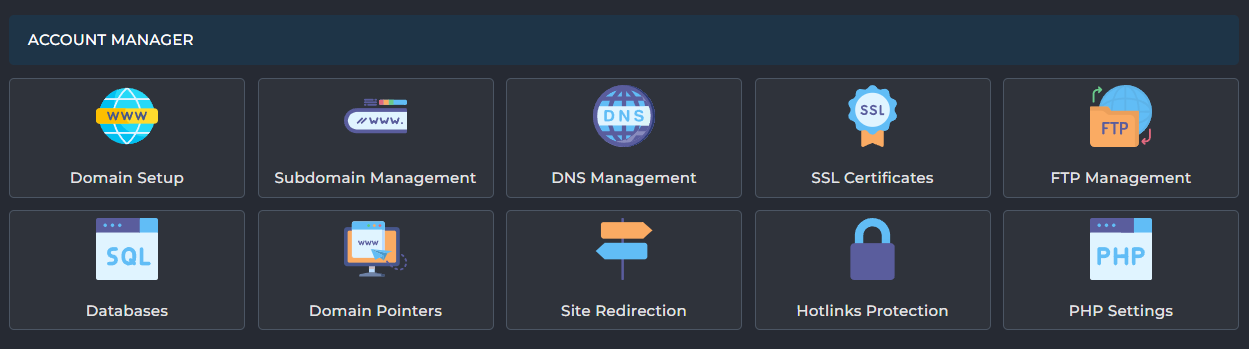 ACCOUNT MANAGER
WWW
//www.
DNS
SSL
FTP
Domain Setup
Subdomain Management
DNS Management
SSL Certificates
FTP Management
SQL
www
PHP
Databases
Domain Pointers
Site Redirection
Hotlinks Protection
PHP Settings